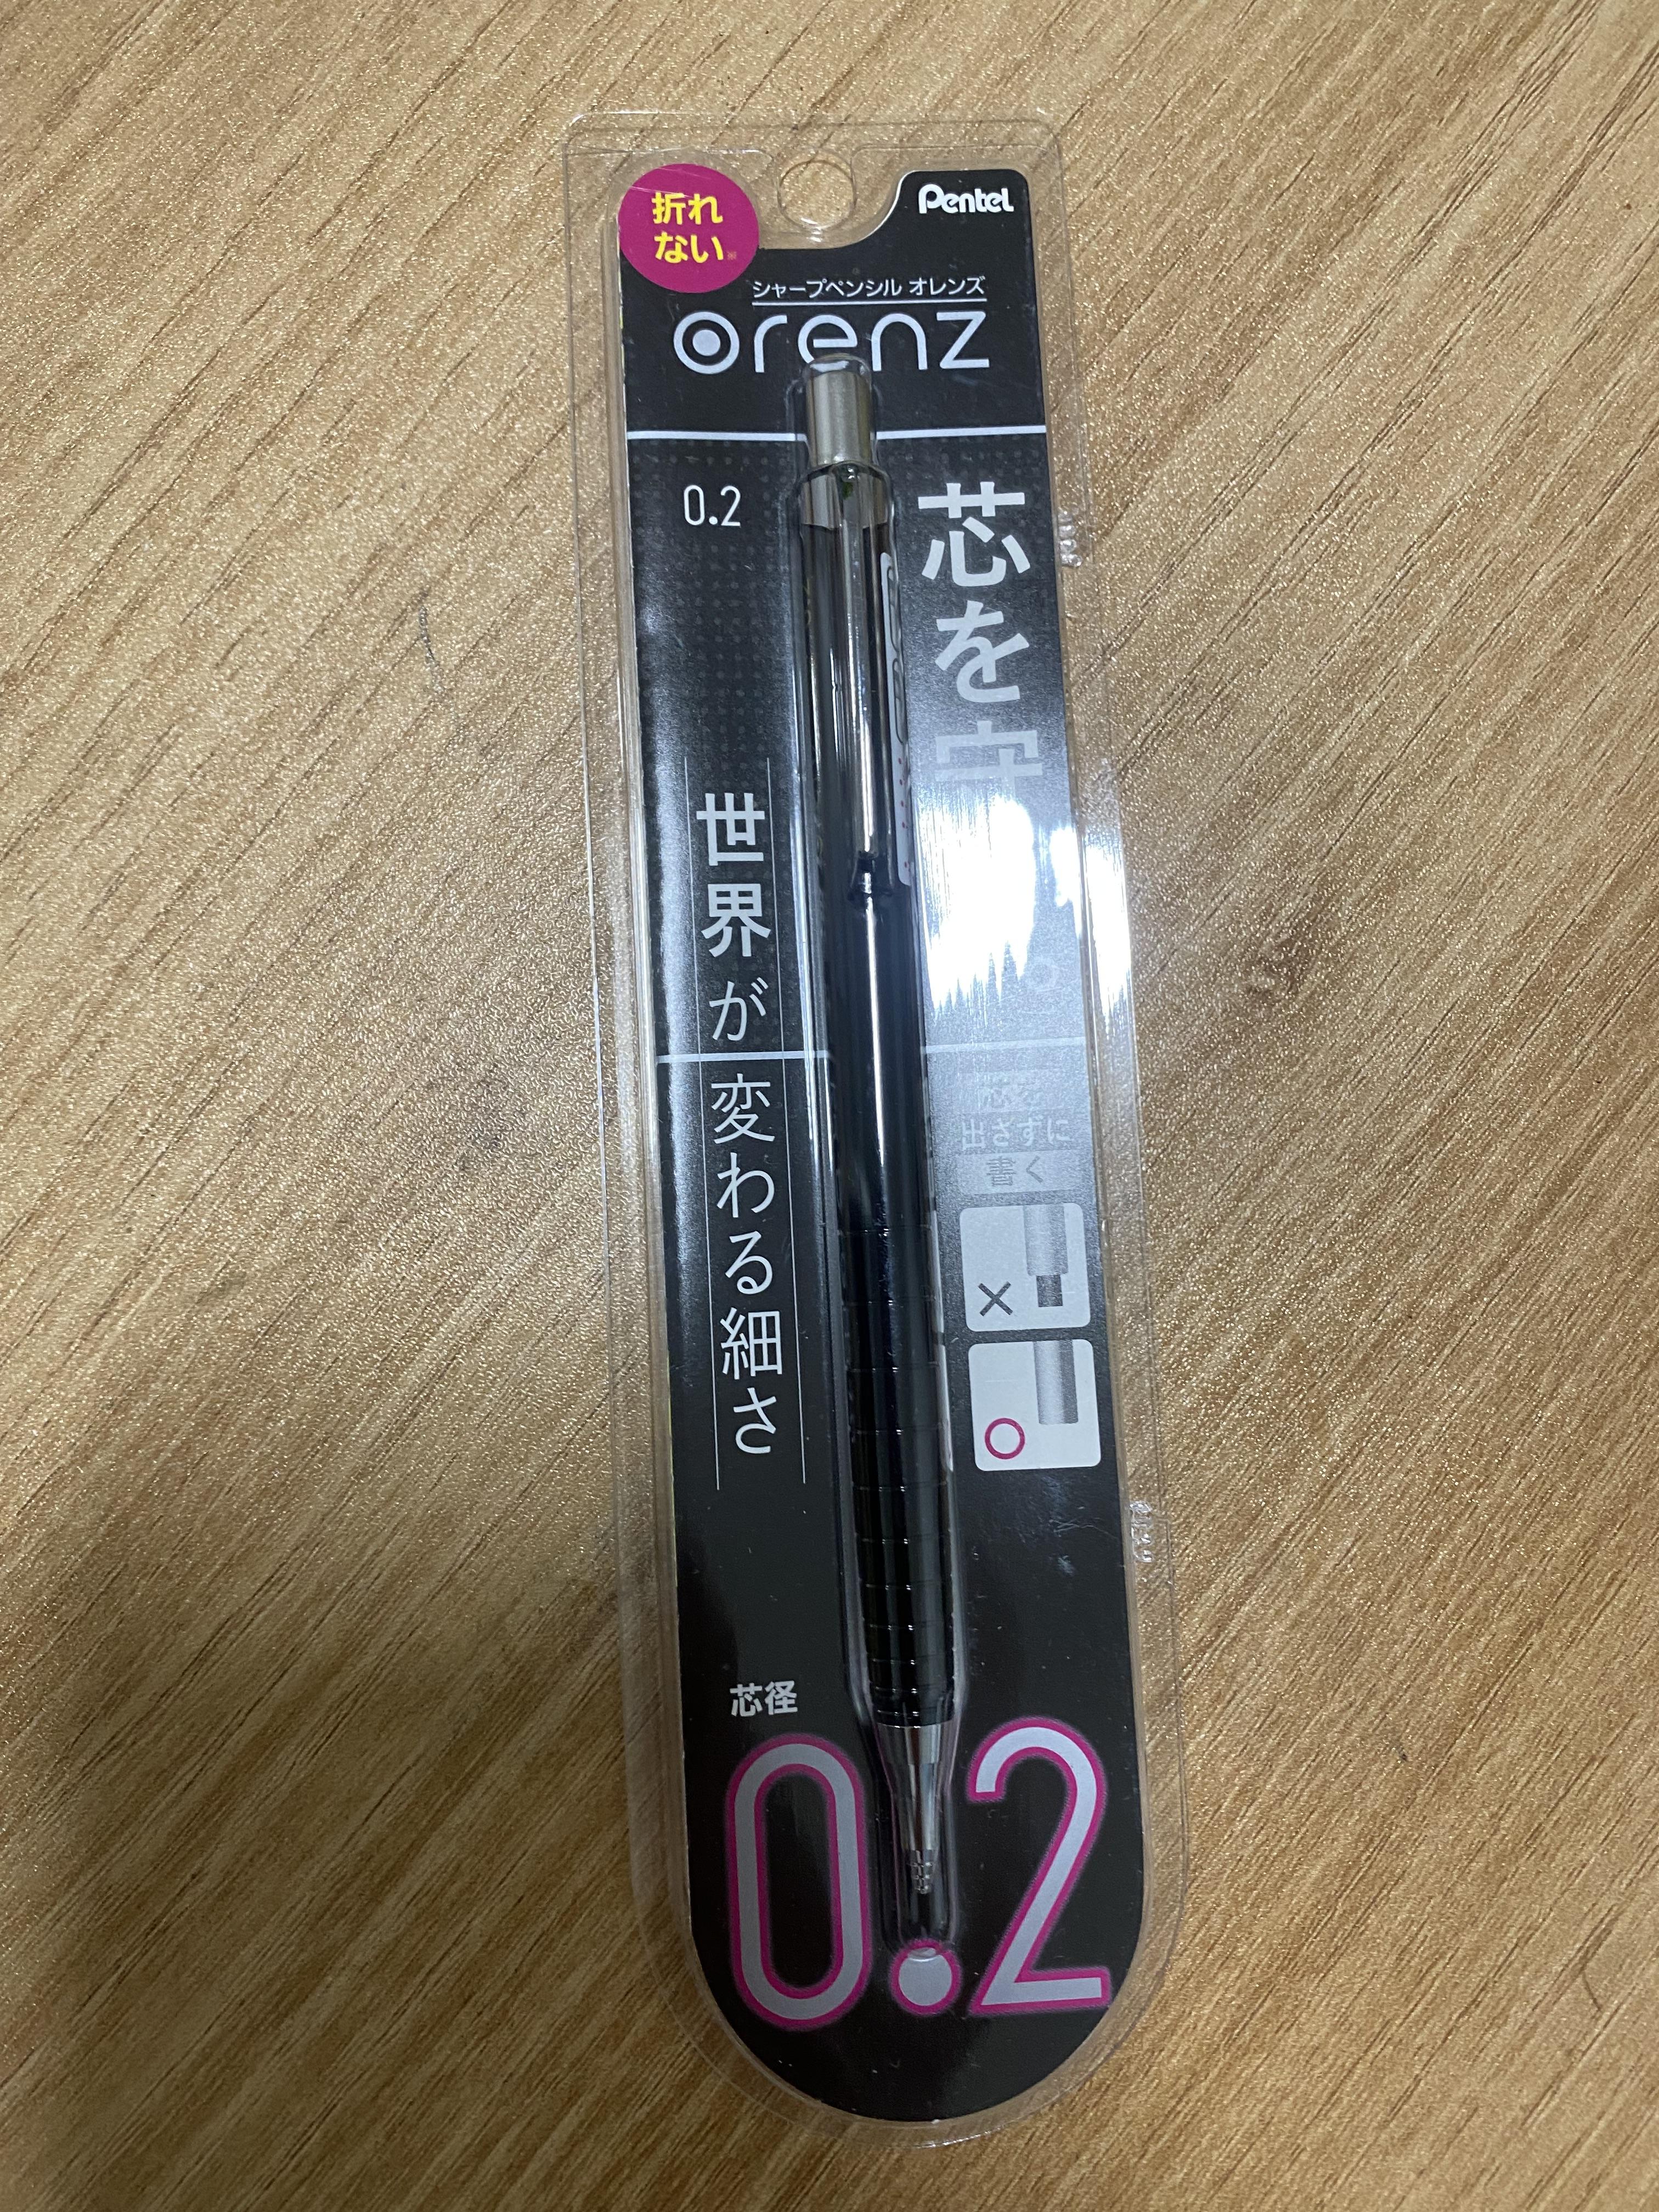 折れ
ない※
Pentel
シャープペンシル オレンズ
orenz
0.2
芯を守
世界が変わる細さ
芯を
出さずに
書く
芯径
0.2